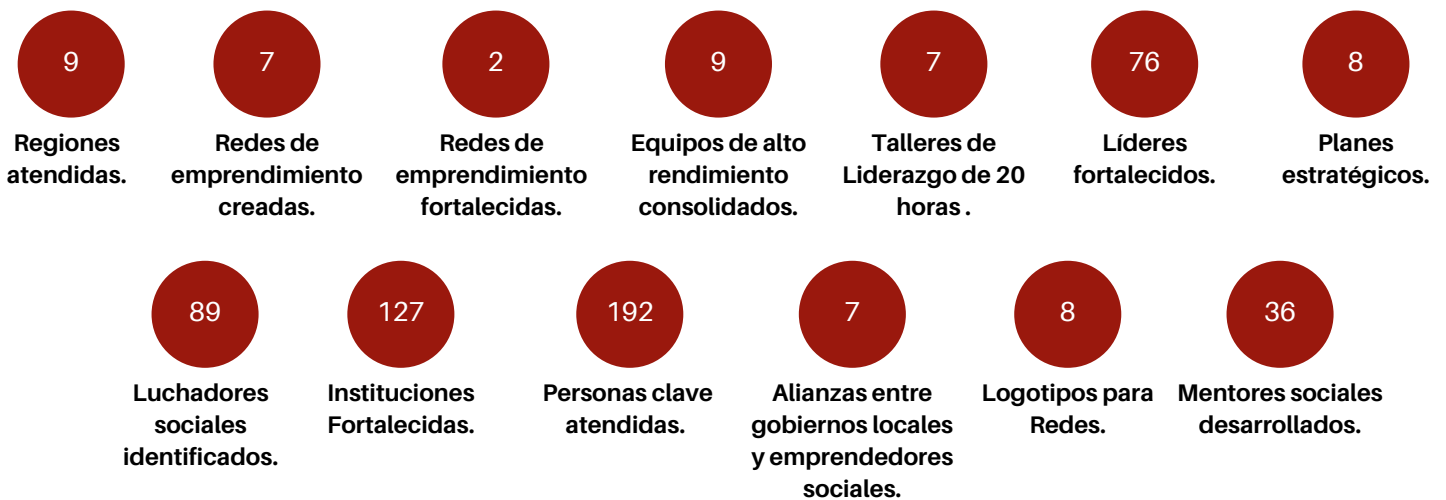 9
Regiones
atendidas.
7
Redes de
emprendimiento
creadas.
2
Redes de
emprendimiento
fortalecidas.
9
Equipos de alto
rendimiento
consolidados.
7
Talleres de
Liderazgo de 20
horas .
76
Líderes
fortalecidos.
8
Planes
estratégicos.
89
Luchadores
sociales
identificados.
127
Instituciones
Fortalecidas.
192
Personas clave
atendidas.
7
Alianzas entre
gobiernos locales
y emprendedores
sociales.
8
Logotipos para
Redes.
36
Mentores sociales
desarrollados.